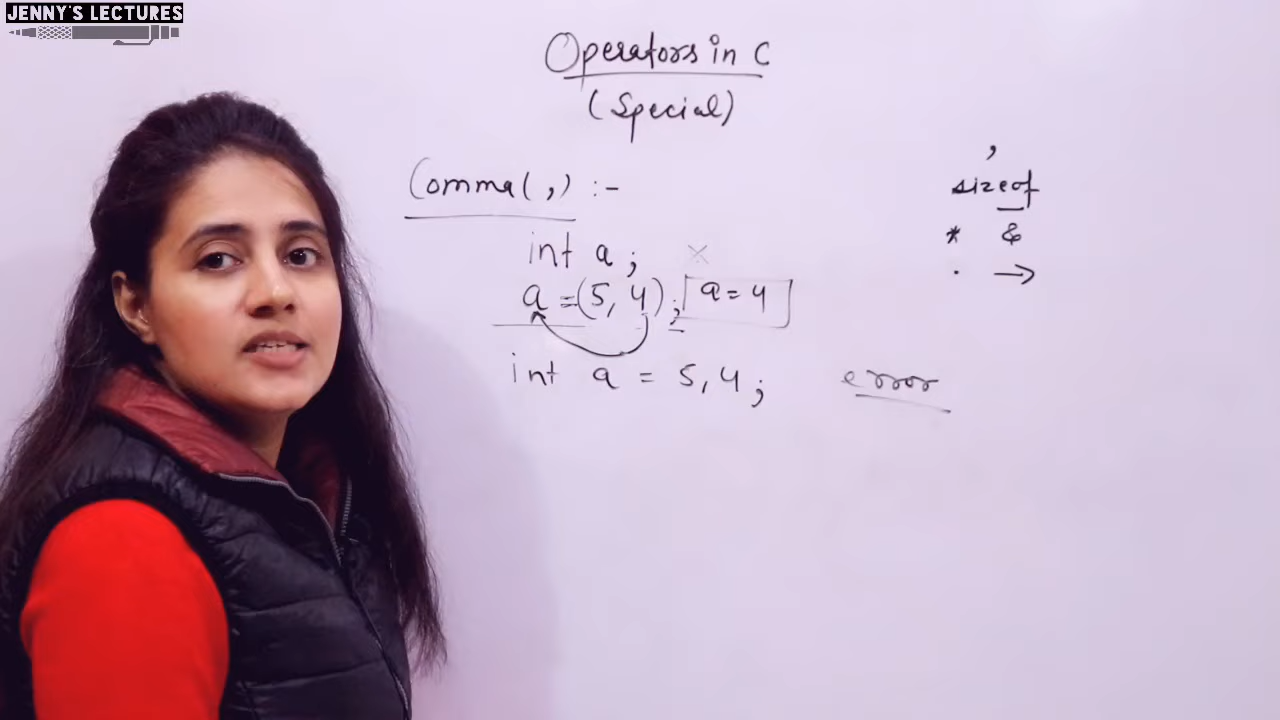 JENNY'S LECTURES
Operators in C
(Special)
Comma(,) :-
,
sizeof
* &
. →
int a; ×
a =(5, 4); a = 4
int a = 5,4; error